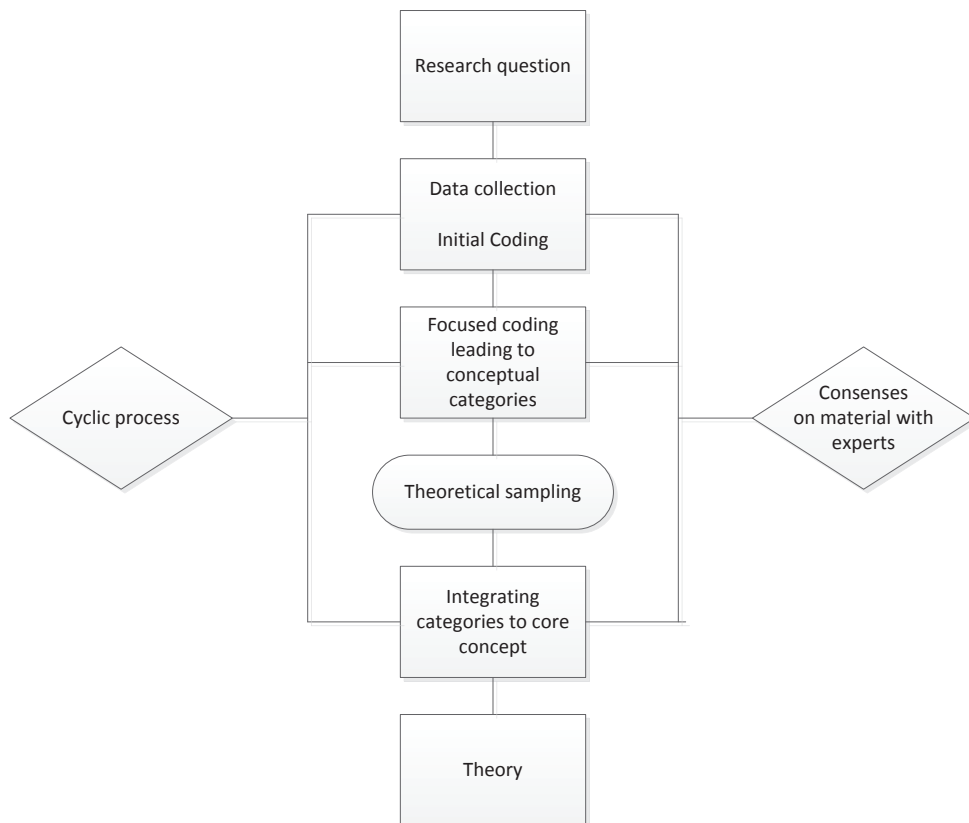 Research question
Data collection
Initial Coding
Focused coding
leading to
conceptual
categories
Cyclic process
Consenses
on material with
experts
Theoretical sampling
Integrating
categories to core
concept
Theory